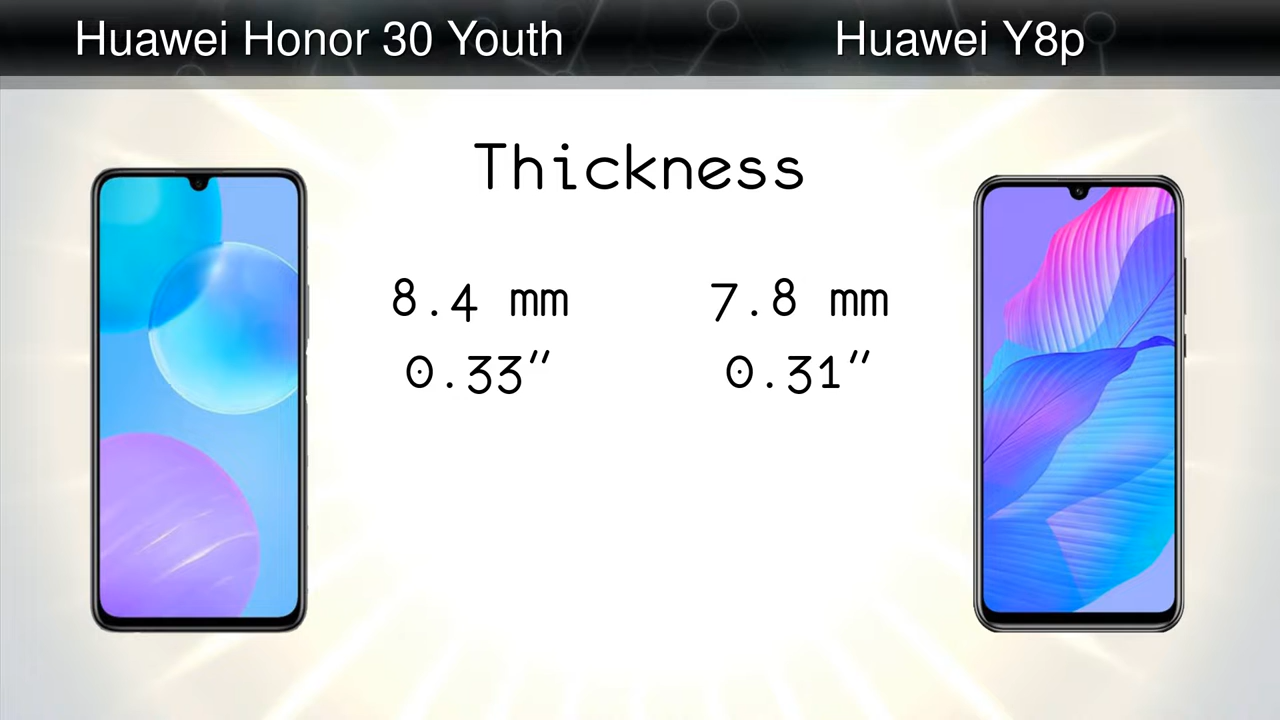 Huawei Honor 30 Youth
Huawei Y8p
Thickness
8.4 mm
7.8 mm
0.33"
0.31"